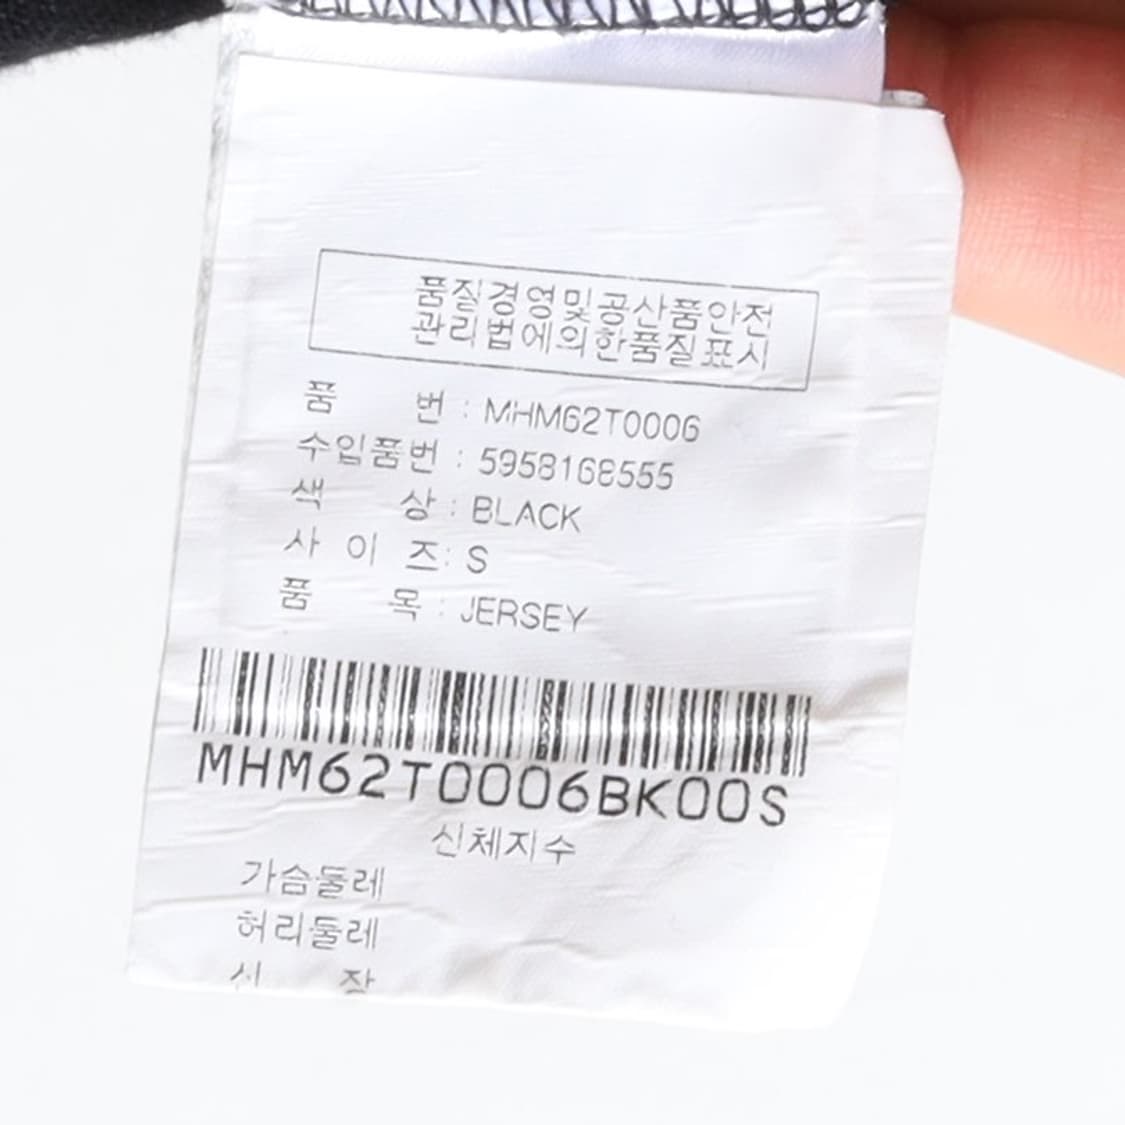 품질경영및공산품안전
관리법에의한품질표시
품 번 : MHM62T0006
수입품번 : 5958168555
색 상 : BLACK
사 이 즈 : S
품 목 : JERSEY
MHM62T0006BK00S
신체지수
가슴둘레
허리둘레
신 장